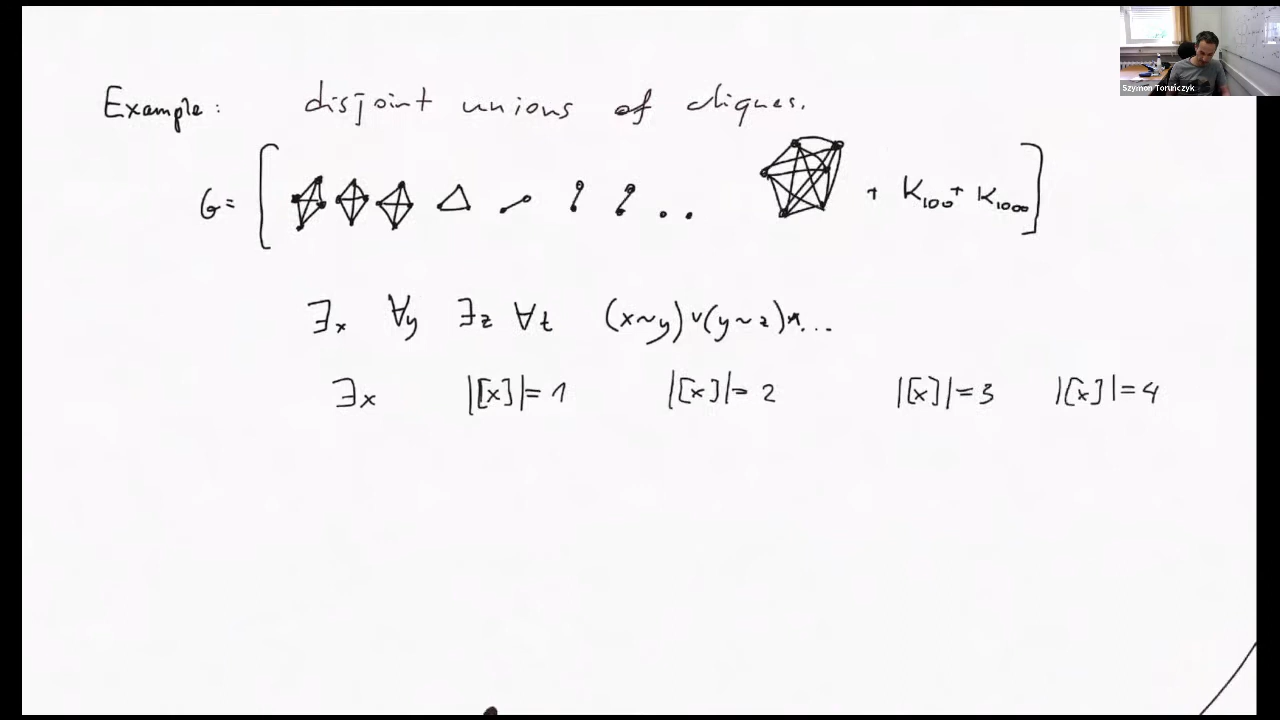 Szymon Toruńczyk
Example: disjoint unions of cliques.
G = [ + K₁₀₀ + K₁₀₀₀ ]
∃x ∀y ∃z ∀t (x~y) ∨ (y~z) ∧ ...
∃x |[x]| = 1 |[x]| = 2 |[x]| = 3 |[x]| = 4